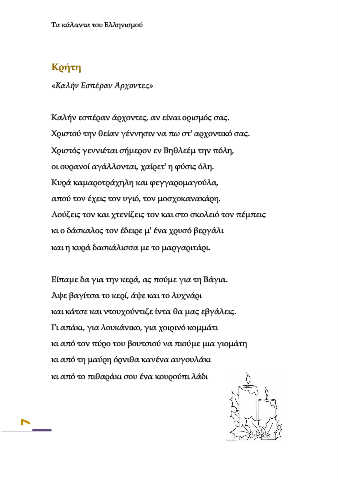 Τα κάλαντα του Ελληνισμού
Κρήτη
«Καλήν Εσπέραν Άρχοντες»
Καλήν εσπέραν άρχοντες, αν είναι ορισμός σας.
Χριστού την θείαν γέννησιν να πω στ' αρχοντικό σας.
Χριστός γεννιέται σήμερον εν Βηθλεέμ την πόλη,
οι ουρανοί αγάλλονται, χαίρετ' η φύσις όλη.
Κυρά καμαροτράχηλη και φεγγαρομαγούλα,
απού τον έχεις τον υγιό, τον μοσχοκανακάρη.
Λούζεις τον και χτενίζεις τον και στο σκολειό τον πέμπεις
κι ο δάσκαλος τον έδειρε μ' ένα χρυσό βεργάλι
και η κυρά δασκάλισσα με το μαργαριτάρι.
Είπαμε δα για την κερά, ας πούμε για τη Βάγια.
Άψε βαγίτσα το κερί, άψε και το λυχνάρι
και κάτσε και ντουχιούντιζε ίντα θα μας εβγάλεις.
Γι απάκι, για λουκάνικο, για χοιρινό κομμάτι
κι από τον πύρο του βουτσιού να πιούμε μια γιομάτη
κι από τη μαύρη όρνιθα κανένα αυγουλάκι
κι από το πιθαράκι σου ένα κουρούπι λάδι
7